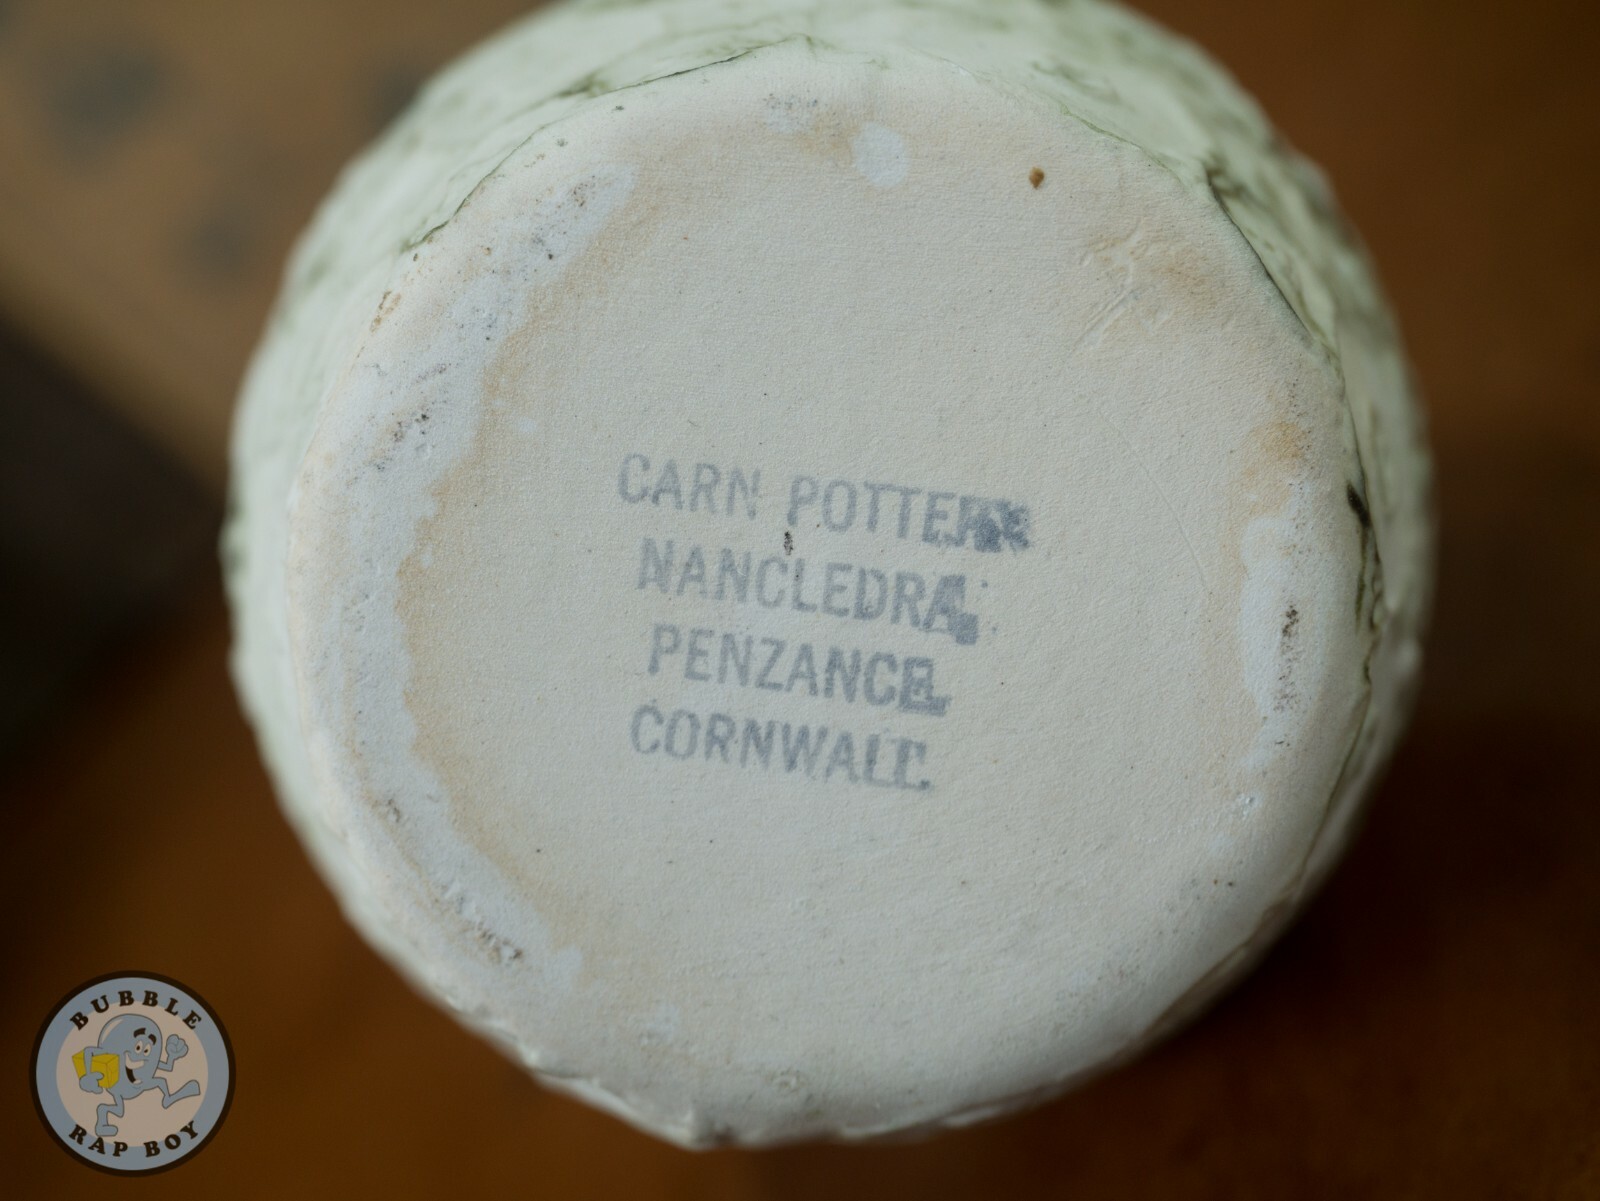 CARN POTTERY
NANCLEDRA,
PENZANCE,
CORNWALL.
BUBBLE
RAP BOY